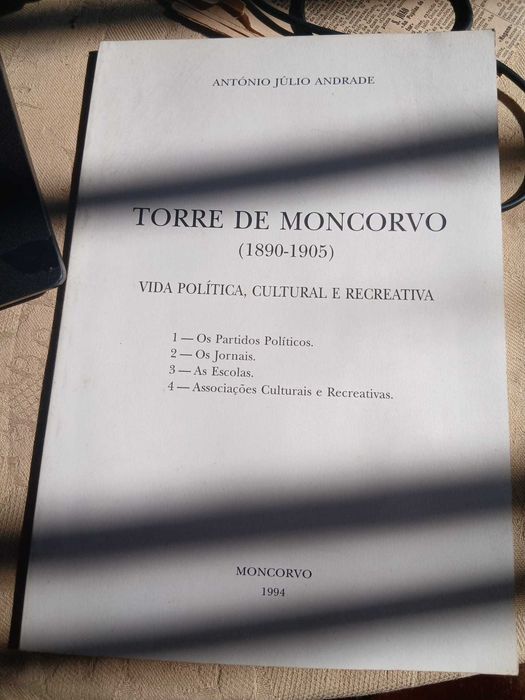 ANTÓNIO JÚLIO ANDRADE
TORRE DE MONCORVO
(1890-1905)
VIDA POLÍTICA, CULTURAL E RECREATIVA
1 — Os Partidos Políticos.
2 — Os Jornais.
3 — As Escolas.
4 — Associações Culturais e Recreativas.
MONCORVO
1994